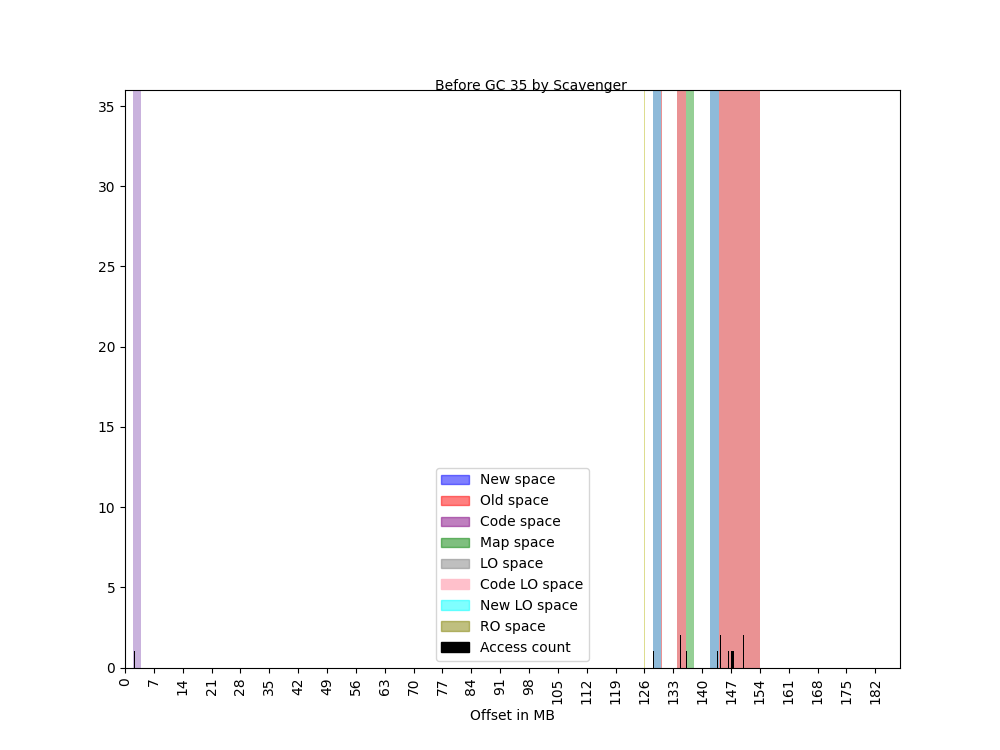 Before GC 35 by Scavenger
35
30
25
20
15
10
5
0
New space
Old space
Code space
Map space
LO space
Code LO space
New LO space
RO space
Access count
0 7 14 21 28 35 42 49 56 63 70 77 84 91 98 105 112 119 126 133 140 147 154 161 168 175 182
Offset in MB